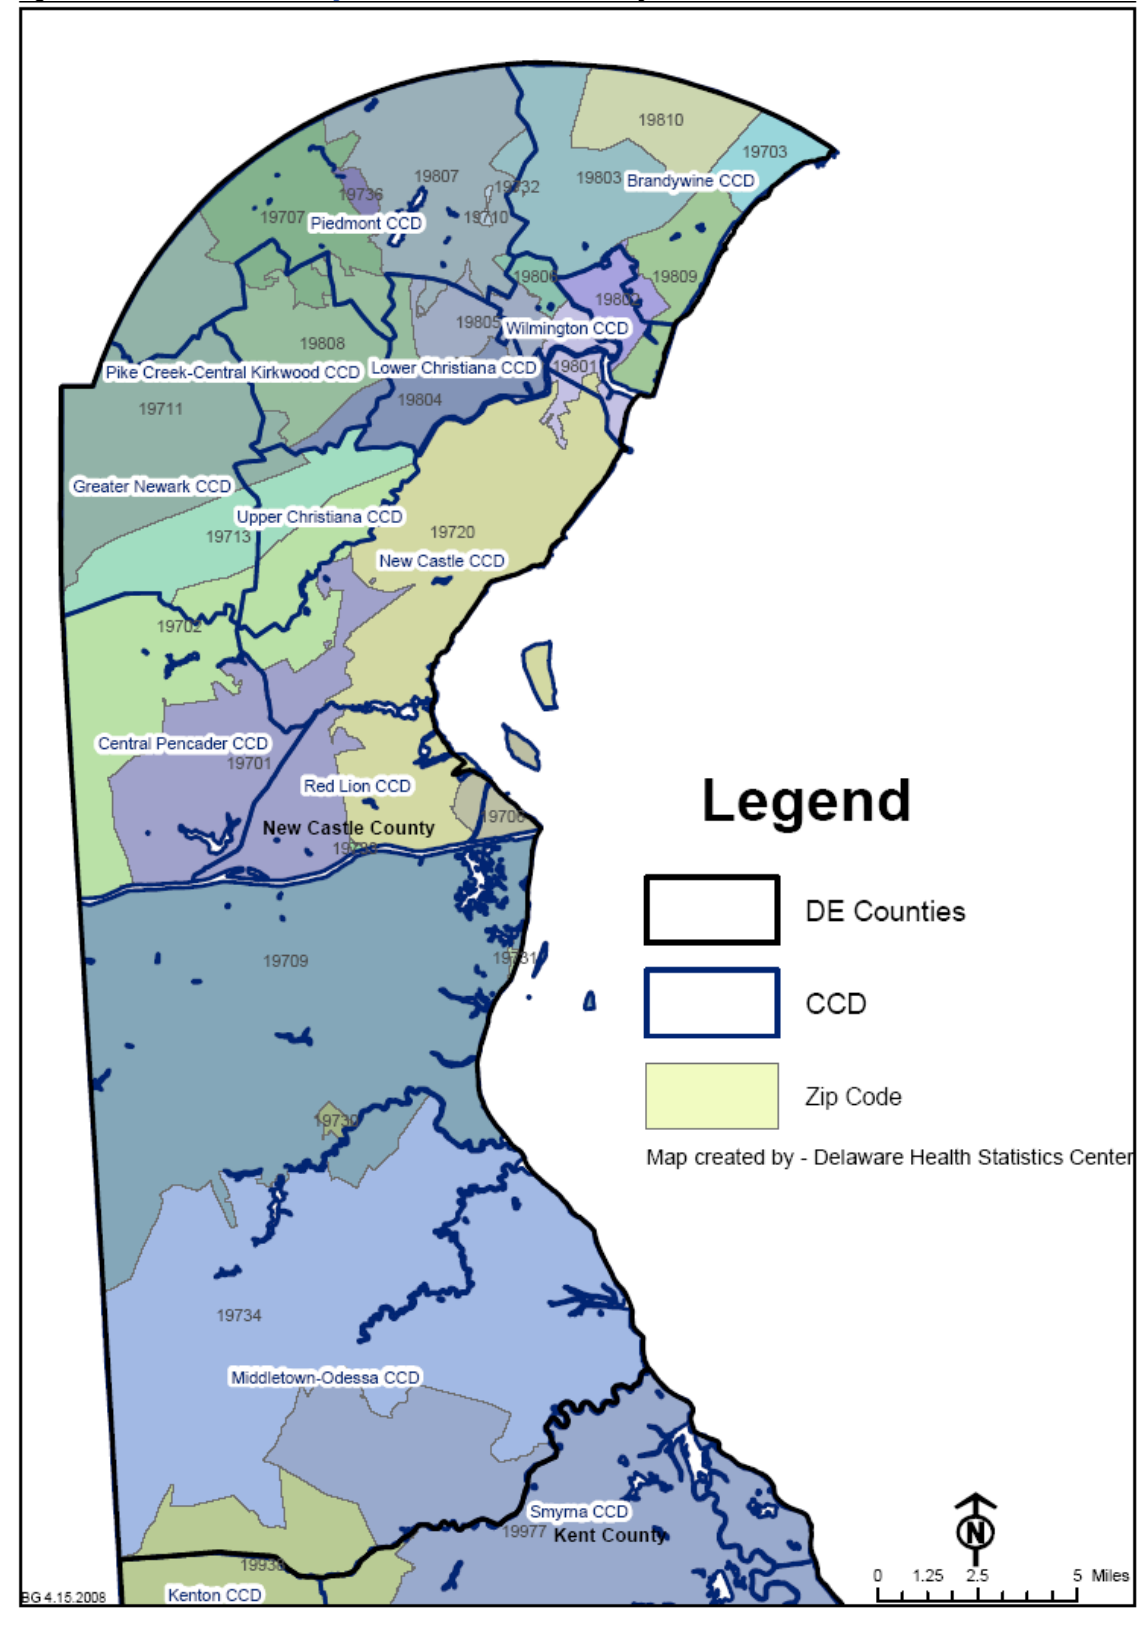 19810
19703
19803
Brandywine CCD
19807
19732
19736
19710
19707
Piedmont CCD
19806
19809
19802
19805
Wilmington CCD
19808
19801
Pike Creek-Central Kirkwood CCD
Lower Christiana CCD
19804
19711
Greater Newark CCD
Upper Christiana CCD
19713
19720
New Castle CCD
19702
Central Pencader CCD
19701
Red Lion CCD
19706
New Castle County
Legend
DE Counties
CCD
Zip Code
Map created by - Delaware Health Statistics Center
19709
19731
19730
19734
Middletown-Odessa CCD
Smyrna CCD
19977
Kent County
19938
Kenton CCD
N
0 1.25 2.5 5 Miles
BG 4.15.2008